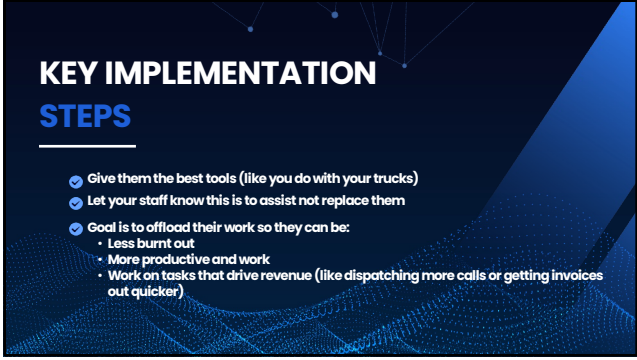 KEY IMPLEMENTATION
STEPS
Give them the best tools (like you do with your trucks)
Let your staff know this is to assist not replace them
Goal is to offload their work so they can be:
• Less burnt out
• More productive and work
• Work on tasks that drive revenue (like dispatching more calls or getting invoices
out quicker)